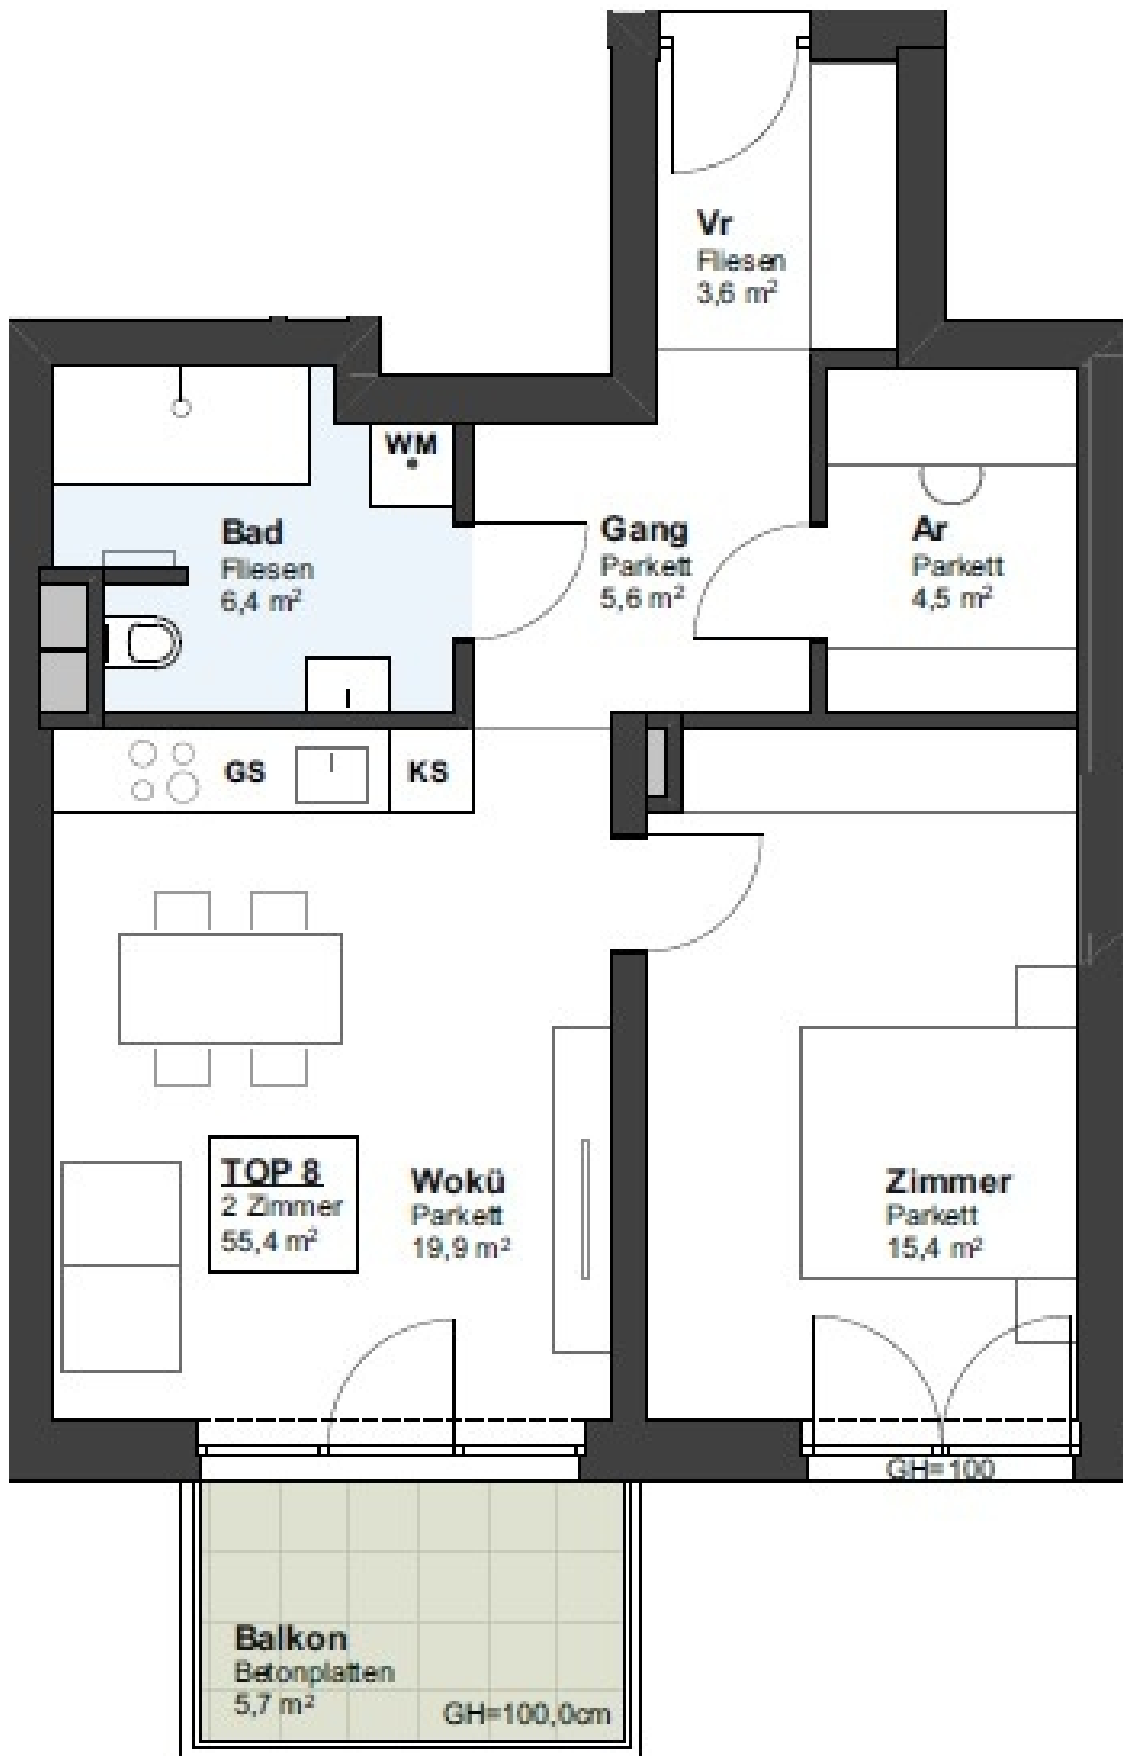 Vr
Fliesen
3,6 m²
WM
Bad
Fliesen
6,4 m²
Gang
Parkett
5,6 m²
Ar
Parkett
4,5 m²
GS
KS
TOP 8
2 Zimmer
55,4 m²
Wokü
Parkett
19,9 m²
Zimmer
Parkett
15,4 m²
GH=100
Balkon
Betonplatten
5,7 m²
GH=100,0cm